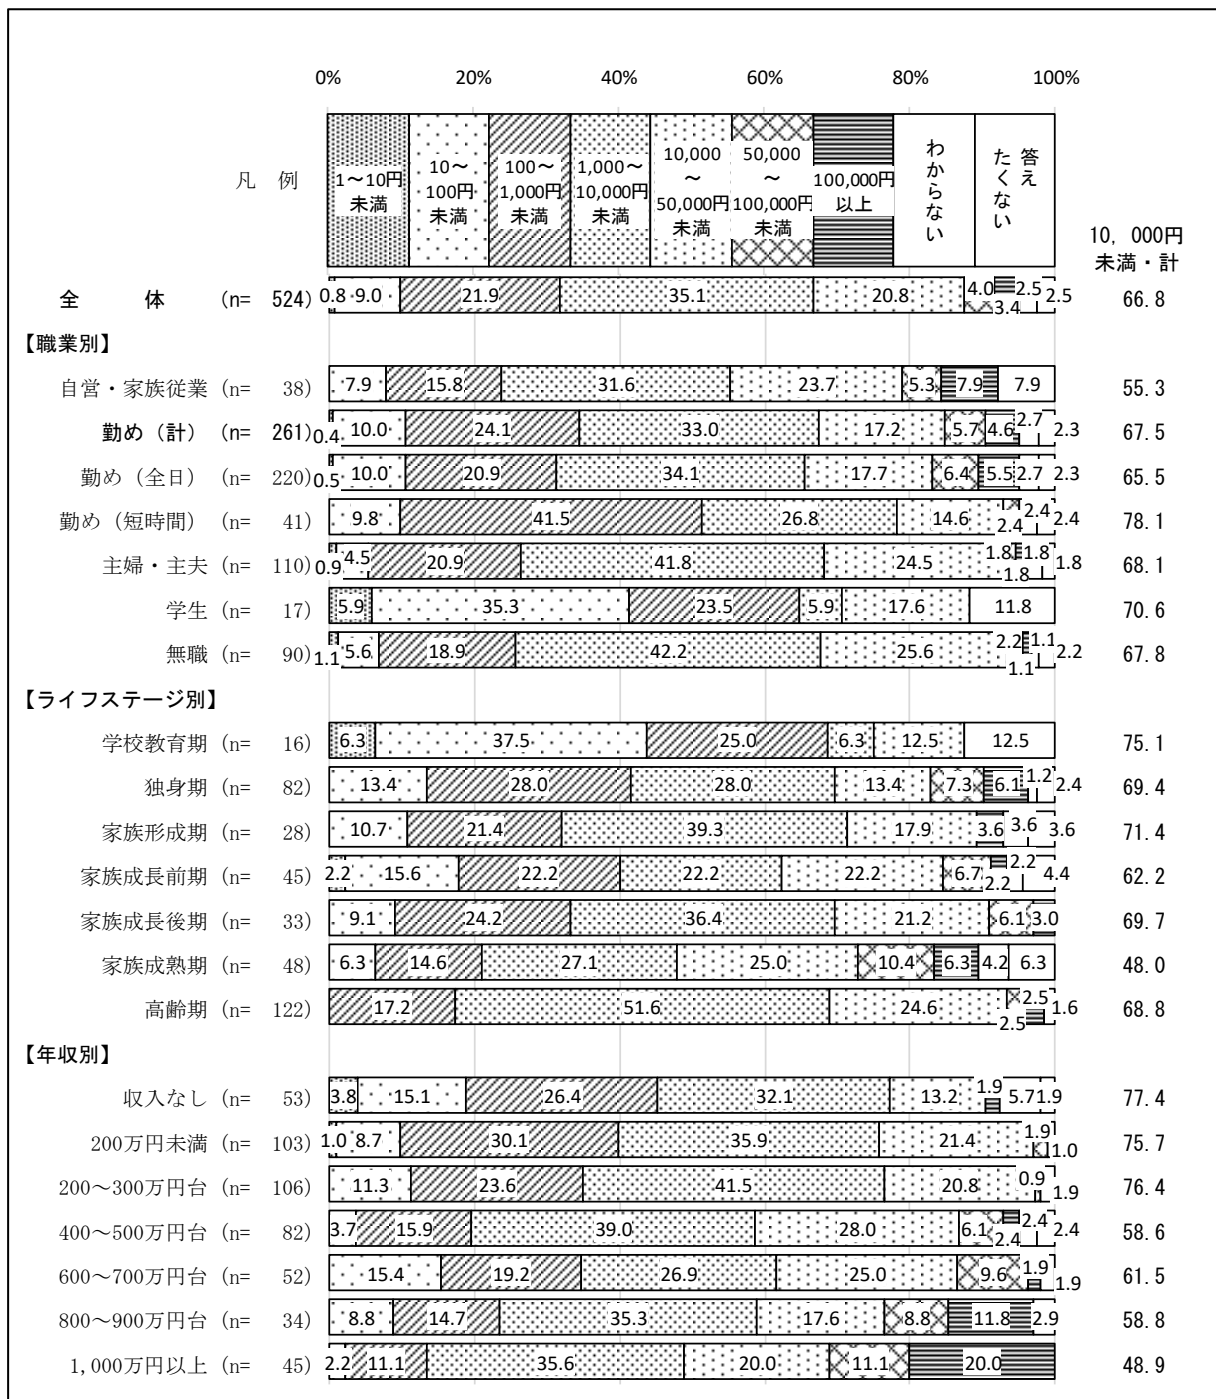 0% 20% 40% 60% 80% 100%
凡 例
1～10円未満
10～100円未満
100～1,000円未満
1,000～10,000円未満
10,000～50,000円未満
50,000～100,000円未満
100,000円以上
わからない
答えたくない
10，000円未満・計
全 体 (n= 524) 0.8 9.0 21.9 35.1 20.8 4.0 3.4 2.5 2.5 66.8
【職業別】
自営・家族従業 (n= 38) 7.9 15.8 31.6 23.7 5.3 7.9 7.9 55.3
勤め（計） (n= 261) 0.4 10.0 24.1 33.0 17.2 5.7 4.6 2.7 2.3 67.5
勤め（全日） (n= 220) 0.5 10.0 20.9 34.1 17.7 6.4 5.5 2.7 2.3 65.5
勤め（短時間） (n= 41) 9.8 41.5 26.8 14.6 2.4 2.4 2.4 78.1
主婦・主夫 (n= 110) 0.9 4.5 20.9 41.8 24.5 1.8 1.8 1.8 1.8 68.1
学生 (n= 17) 5.9 35.3 23.5 5.9 17.6 11.8 70.6
無職 (n= 90) 1.1 5.6 18.9 42.2 25.6 2.2 1.1 1.1 2.2 67.8
【ライフステージ別】
学校教育期 (n= 16) 6.3 37.5 25.0 6.3 12.5 12.5 75.1
独身期 (n= 82) 13.4 28.0 28.0 13.4 7.3 6.1 1.2 2.4 69.4
家族形成期 (n= 28) 10.7 21.4 39.3 17.9 3.6 3.6 3.6 71.4
家族成長前期 (n= 45) 2.2 15.6 22.2 22.2 22.2 6.7 2.2 2.2 4.4 62.2
家族成長後期 (n= 33) 9.1 24.2 36.4 21.2 6.1 3.0 69.7
家族成熟期 (n= 48) 6.3 14.6 27.1 25.0 10.4 6.3 4.2 6.3 48.0
高齢期 (n= 122) 17.2 51.6 24.6 2.5 2.5 1.6 68.8
【年収別】
収入なし (n= 53) 3.8 15.1 26.4 32.1 13.2 1.9 5.7 1.9 77.4
200万円未満 (n= 103) 1.0 8.7 30.1 35.9 21.4 1.9 1.0 75.7
200～300万円台 (n= 106) 11.3 23.6 41.5 20.8 0.9 1.9 76.4
400～500万円台 (n= 82) 3.7 15.9 39.0 28.0 6.1 2.4 2.4 2.4 58.6
600～700万円台 (n= 52) 15.4 19.2 26.9 25.0 9.6 1.9 1.9 61.5
800～900万円台 (n= 34) 8.8 14.7 35.3 17.6 8.8 11.8 2.9 58.8
1,000万円以上 (n= 45) 2.2 11.1 35.6 20.0 11.1 20.0 48.9